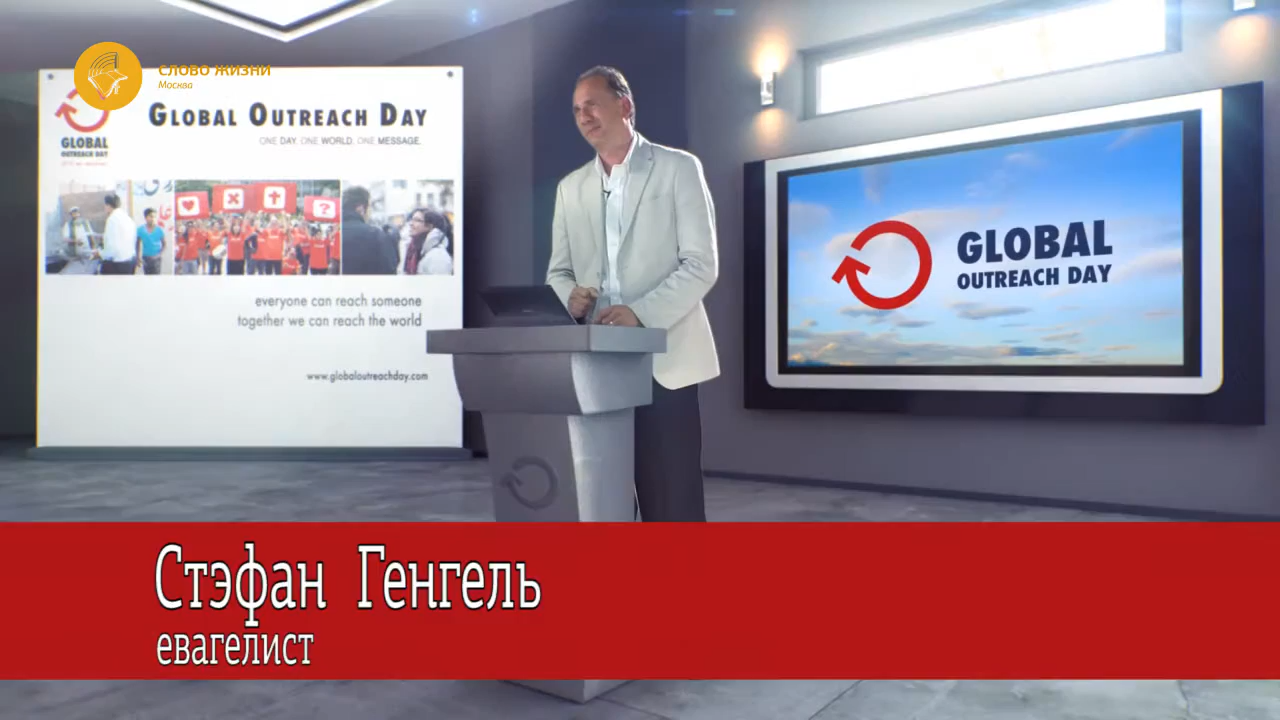 СЛОВО ЖИЗНИ
Москва
GLOBAL OUTREACH DAY
ONE DAY. ONE WORLD. ONE MESSAGE.
GLOBAL
OUTREACH DAY
everyone can reach someone
together we can reach the world
www.globaloutreachday.com
GLOBAL
OUTREACH DAY
Стэфан Генгель
евагелист